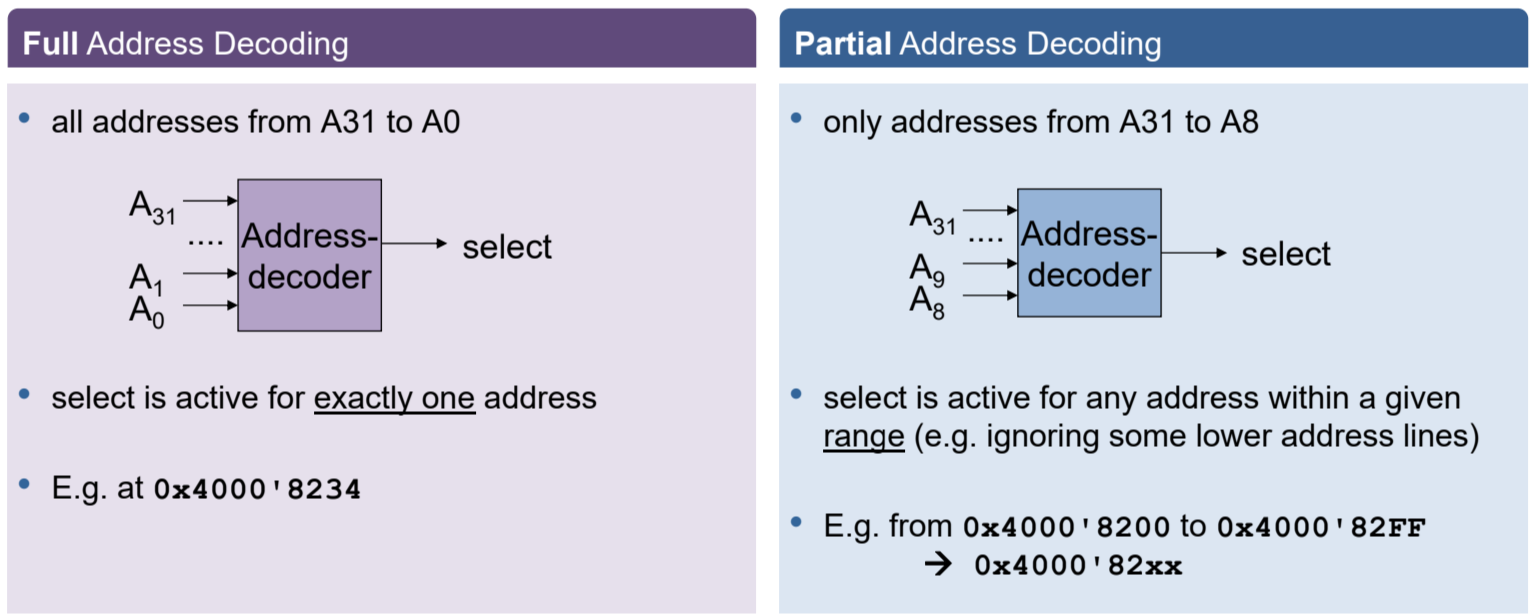 Full Address Decoding
• all addresses from A31 to A0
A31
....
A1
A0
Address-
decoder
select
• select is active for exactly one address
• E.g. at 0x4000'8234
Partial Address Decoding
• only addresses from A31 to A8
A31
....
A9
A8
Address-
decoder
select
• select is active for any address within a given
range (e.g. ignoring some lower address lines)
• E.g. from 0x4000'8200 to 0x4000'82FF
→ 0x4000'82xx